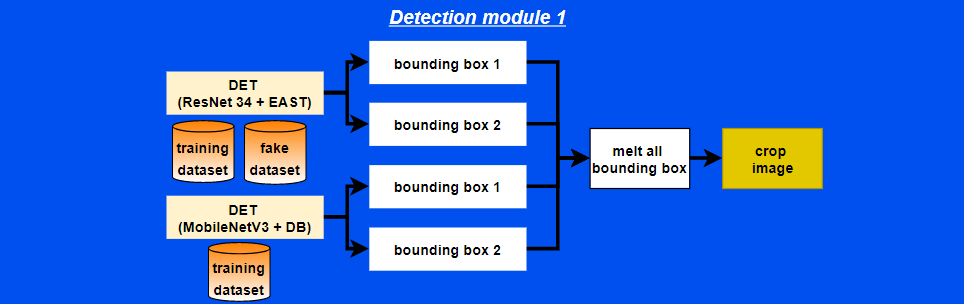 Detection module 1
DET
(ResNet 34 + EAST)
training
dataset
fake
dataset
DET
(MobileNetV3 + DB)
training
dataset
bounding box 1
bounding box 2
bounding box 1
bounding box 2
melt all
bounding box
crop
image